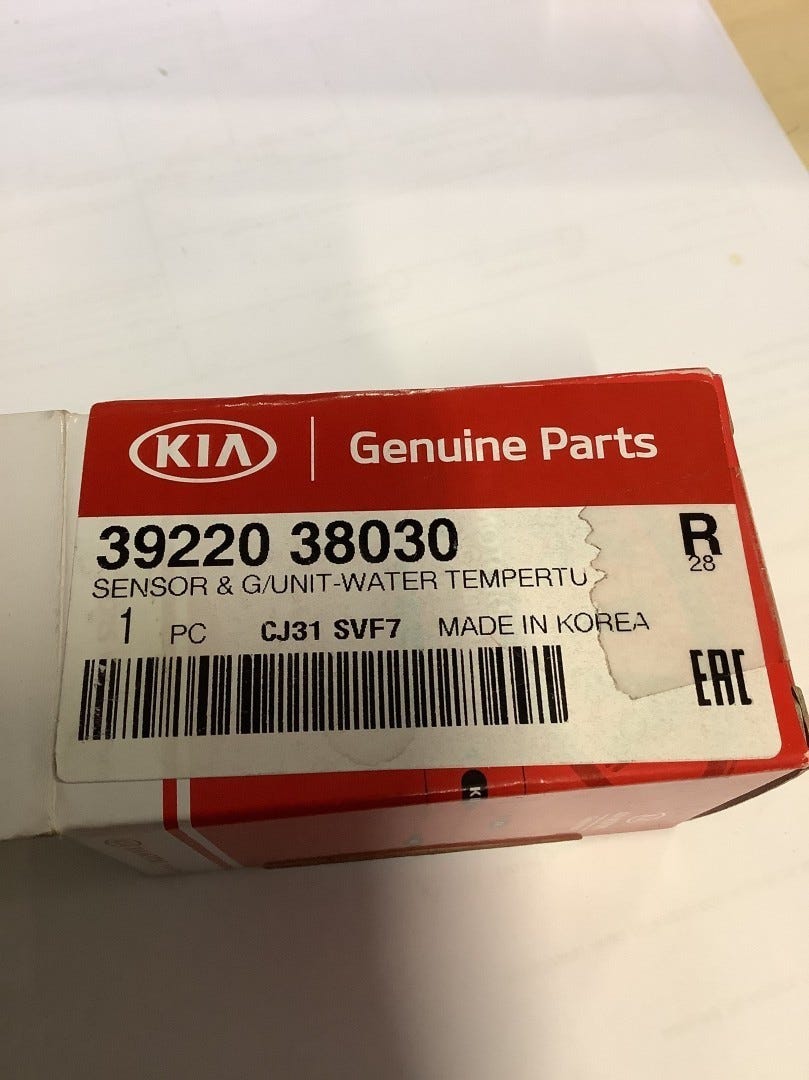 KIA Genuine Parts
39220 38030 R
28
SENSOR & G/UNIT-WATER TEMPERTU
1 PC CJ31 SVF7 MADE IN KOREA
EAC